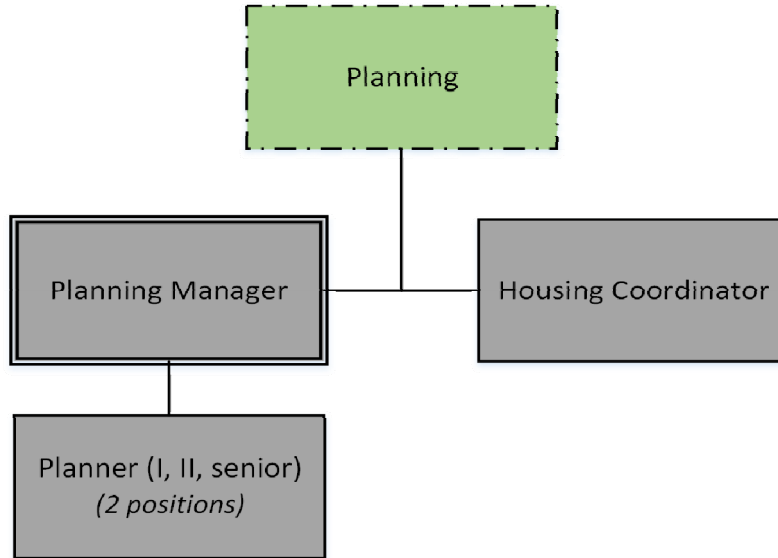 Planning
Planning Manager
Housing Coordinator
Planner (I, II, senior)
(2 positions)